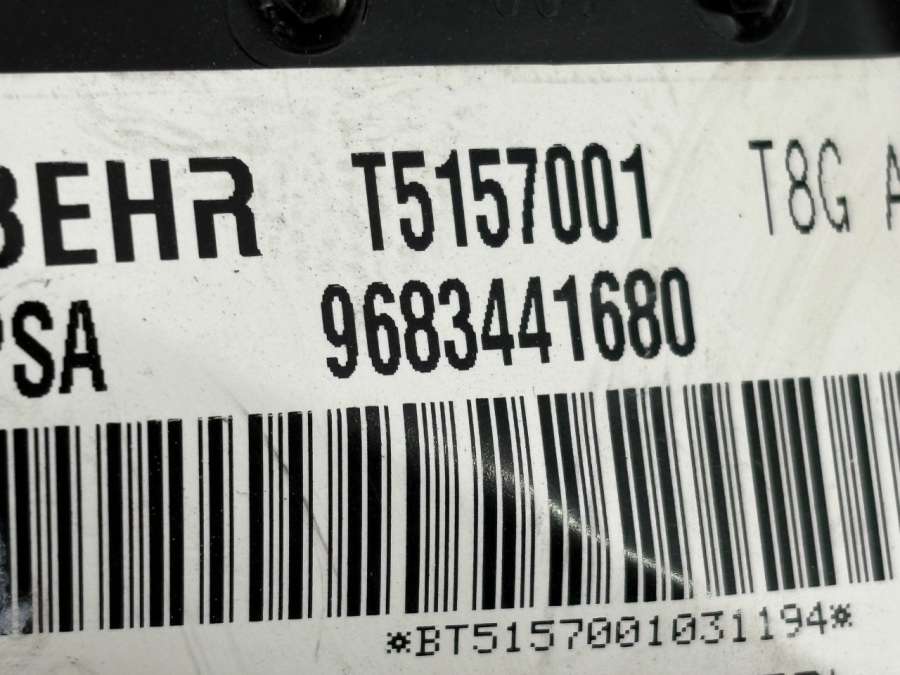 BEHR T5157001 T8G A
PSA 9683441680
*BT5157001031194*